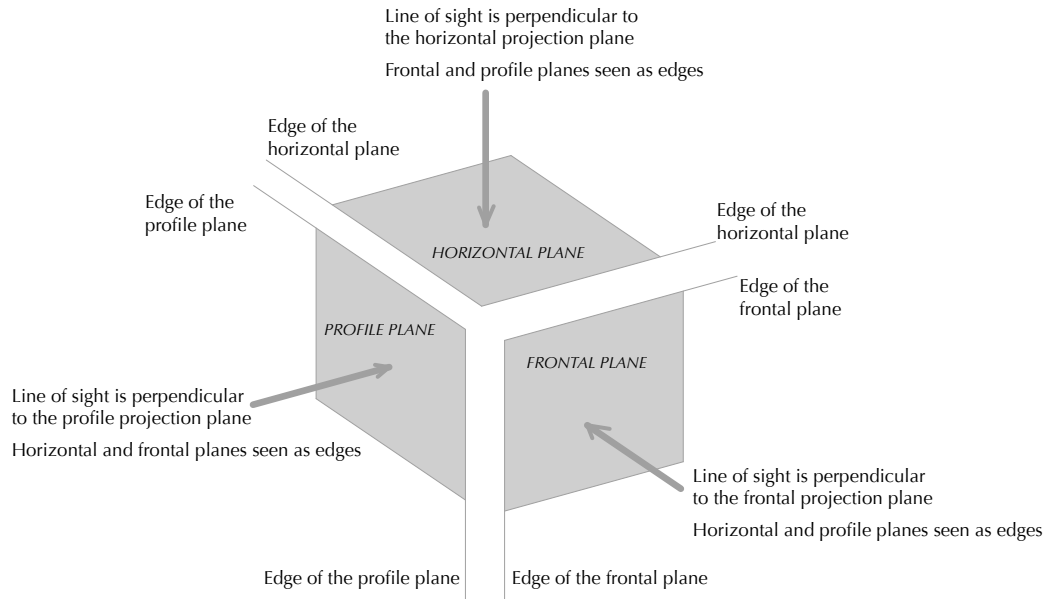 Line of sight is perpendicular to
the horizontal projection plane
Frontal and profile planes seen as edges
Edge of the
horizontal plane
Edge of the
profile plane
Edge of the
horizontal plane
HORIZONTAL PLANE
Edge of the
frontal plane
PROFILE PLANE
FRONTAL PLANE
Line of sight is perpendicular
to the profile projection plane
Horizontal and frontal planes seen as edges
Line of sight is perpendicular
to the frontal projection plane
Horizontal and profile planes seen as edges
Edge of the profile plane
Edge of the frontal plane